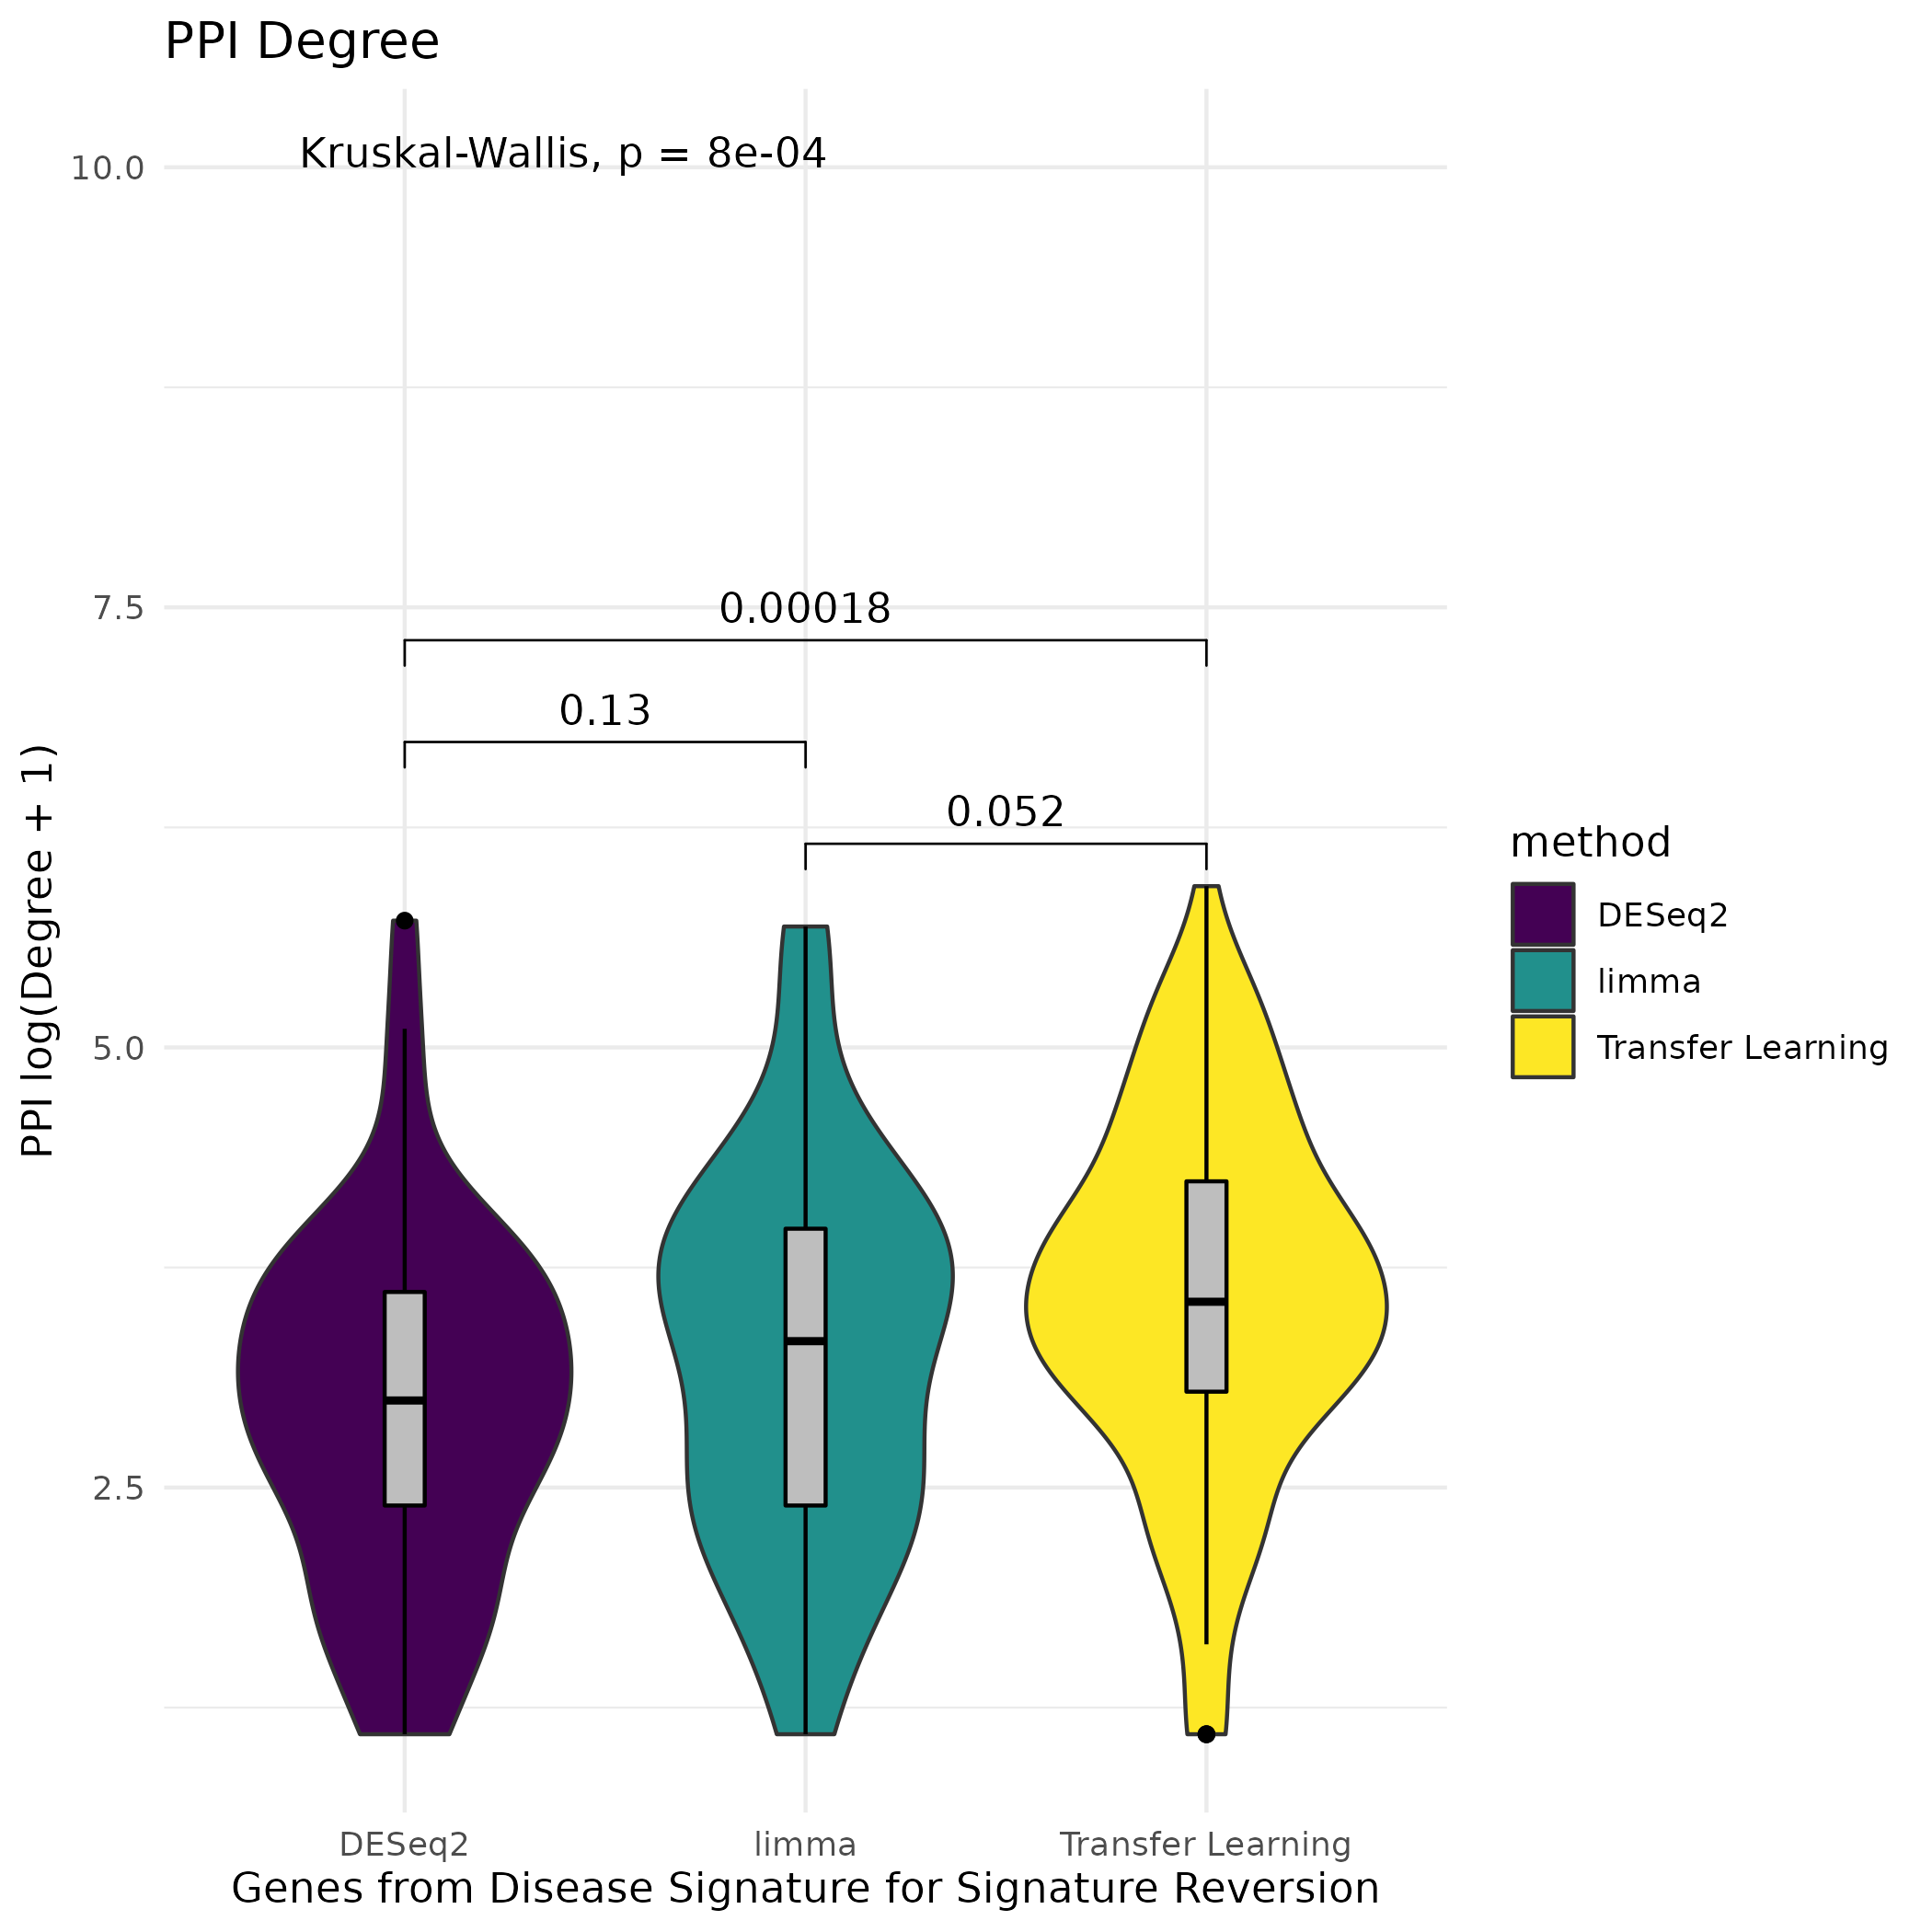 PPI Degree
Kruskal-Wallis, p = 8e-04
10.0
7.5
5.0
2.5
PPI log(Degree + 1)
0.00018
0.13
0.052
DESeq2
limma
Transfer Learning
Genes from Disease Signature for Signature Reversion
method
DESeq2
limma
Transfer Learning